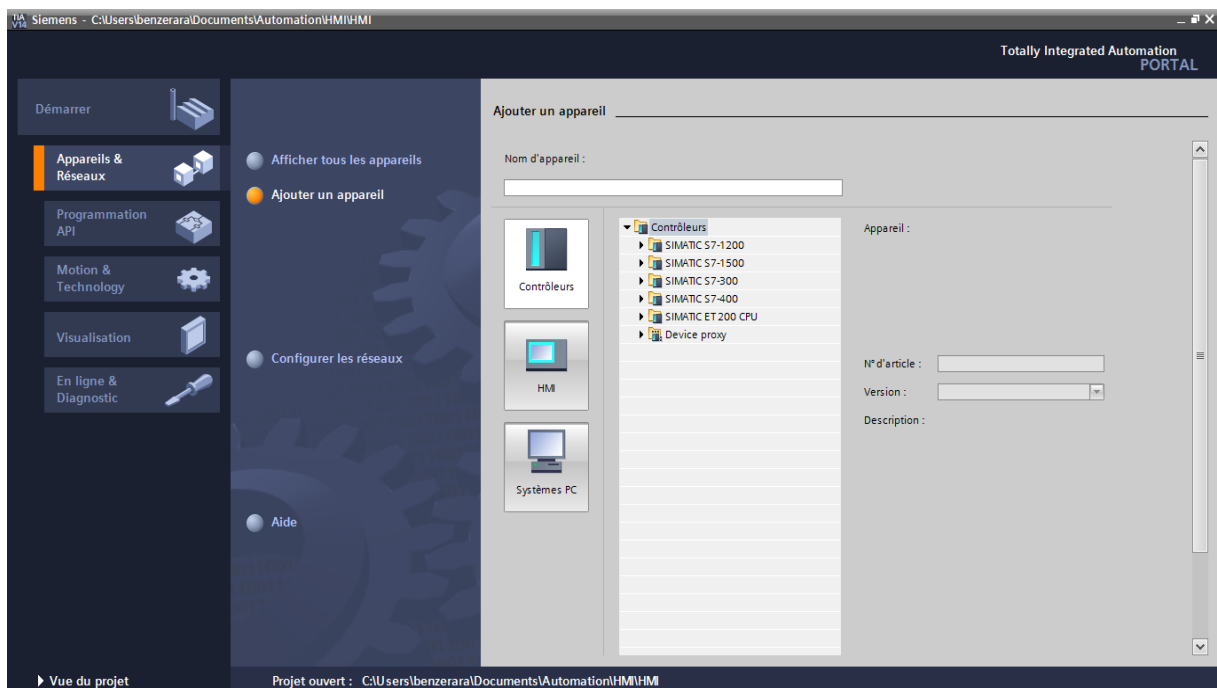 TIA
V14
Siemens - C:\Users\benzerara\Documents\Automation\HMI\HMI
Totally Integrated Automation
PORTAL
Démarrer
Appareils &
Réseaux
Programmation
API
Motion &
Technology
Visualisation
En ligne &
Diagnostic
Vue du projet
Afficher tous les appareils
Ajouter un appareil
Configurer les réseaux
Aide
Ajouter un appareil
Nom d'appareil :
Contrôleurs
HMI
Systèmes PC
Contrôleurs
SIMATIC S7-1200
SIMATIC S7-1500
SIMATIC S7-300
SIMATIC S7-400
SIMATIC ET 200 CPU
Device proxy
Appareil :
N° d'article :
Version :
Description :
Projet ouvert : C:\Users\benzerara\Documents\Automation\HMI\HMI